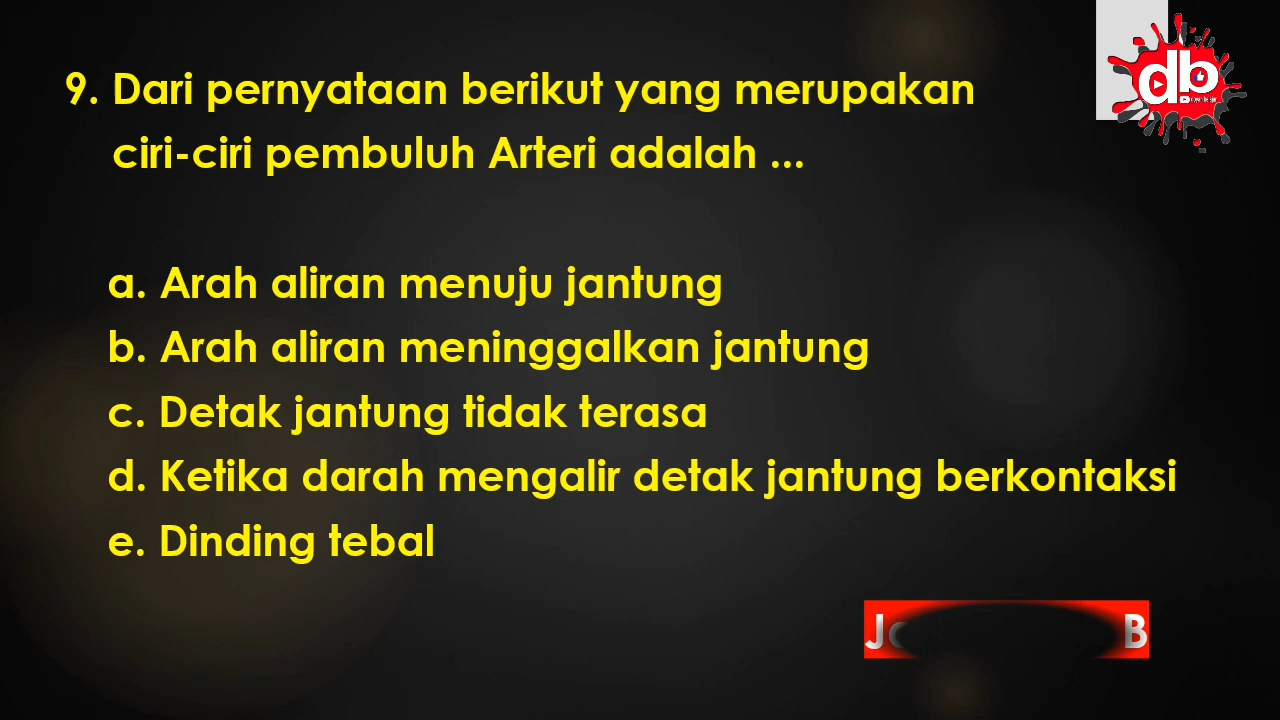 9. Dari pernyataan berikut yang merupakan
ciri-ciri pembuluh Arteri adalah ...
a. Arah aliran menuju jantung
b. Arah aliran meninggalkan jantung
c. Detak jantung tidak terasa
d. Ketika darah mengalir detak jantung berkontaksi
e. Dinding tebal
B
db